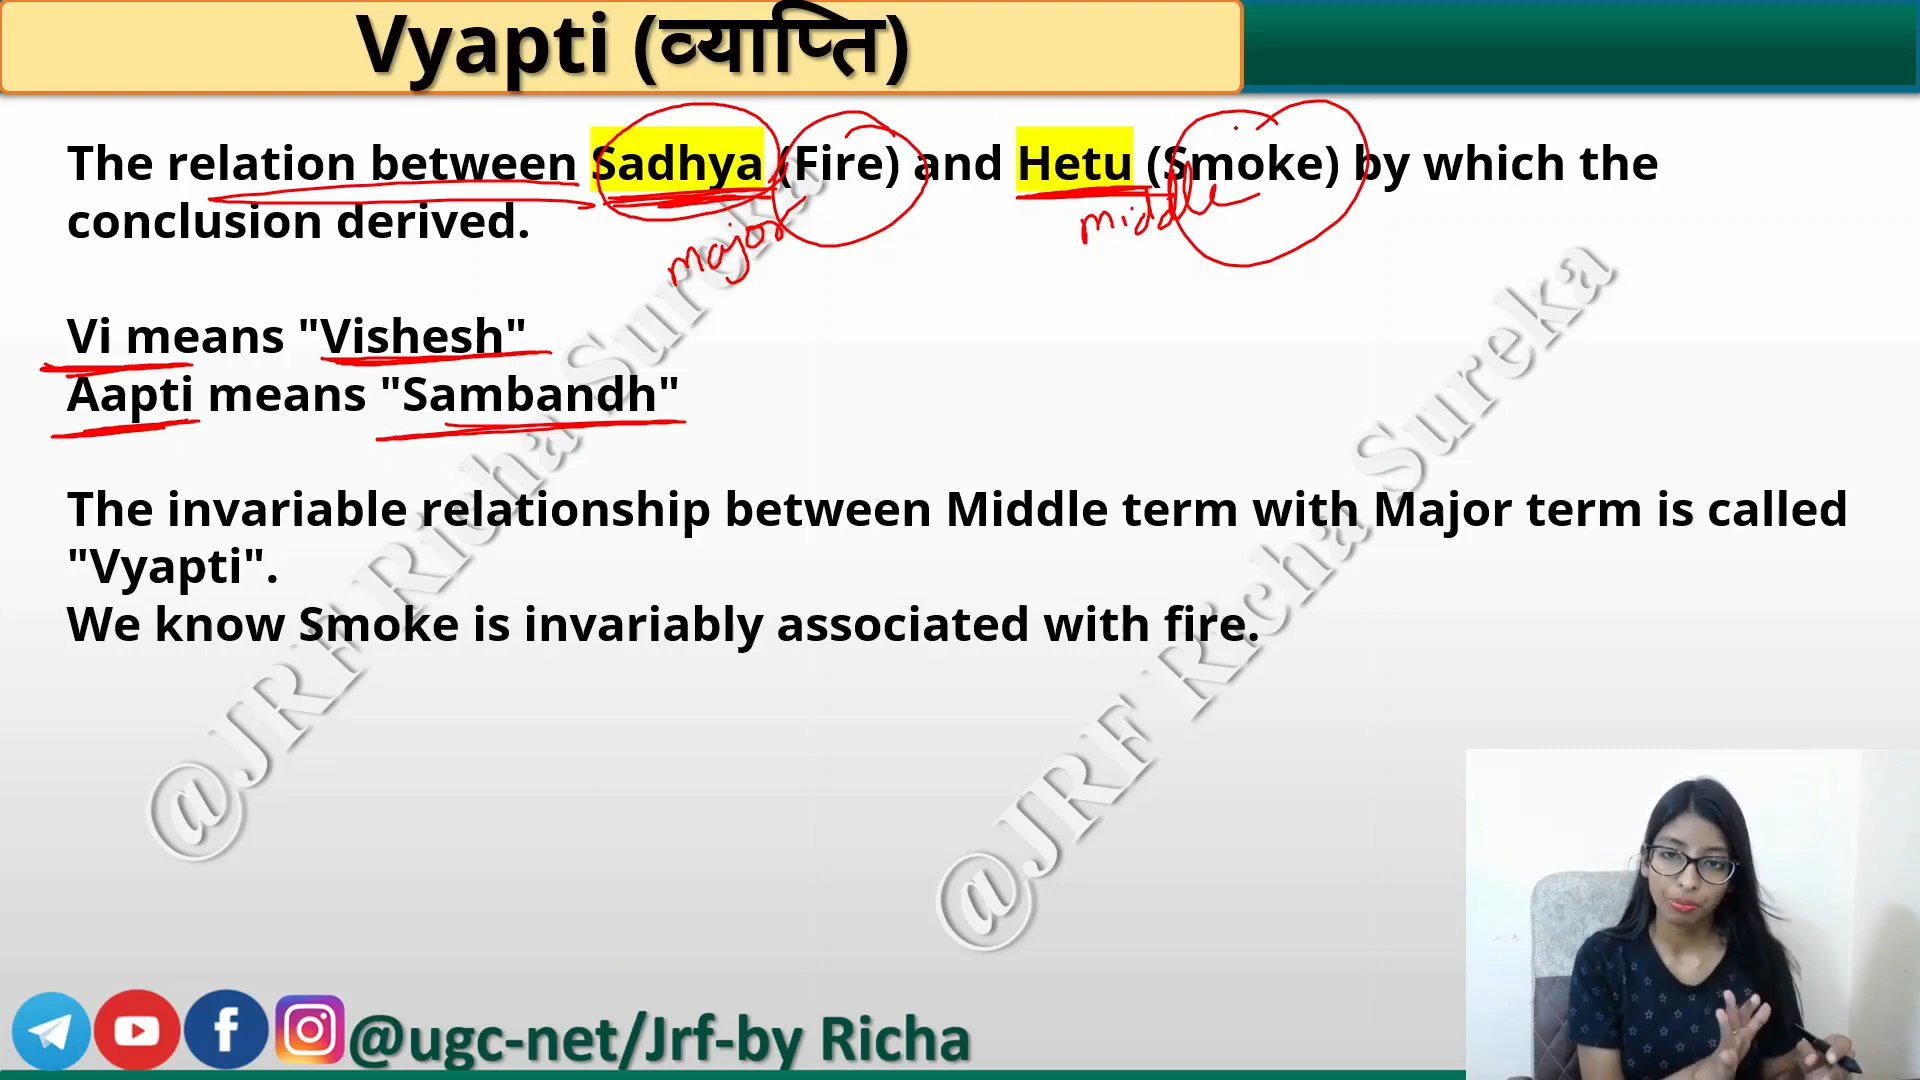 Vyapti (व्याप्ति)
The relation between Sadhya (Fire) and Hetu (Smoke) by which the
major
middle
conclusion derived.
Vi means "Vishesh"
Aapti means "Sambandh"
The invariable relationship between Middle term with Major term is called
"Vyapti".
We know Smoke is invariably associated with fire.
@JRF Richa Sureka
@JRF Richa Sureka
@ugc-net/Jrf-by Richa